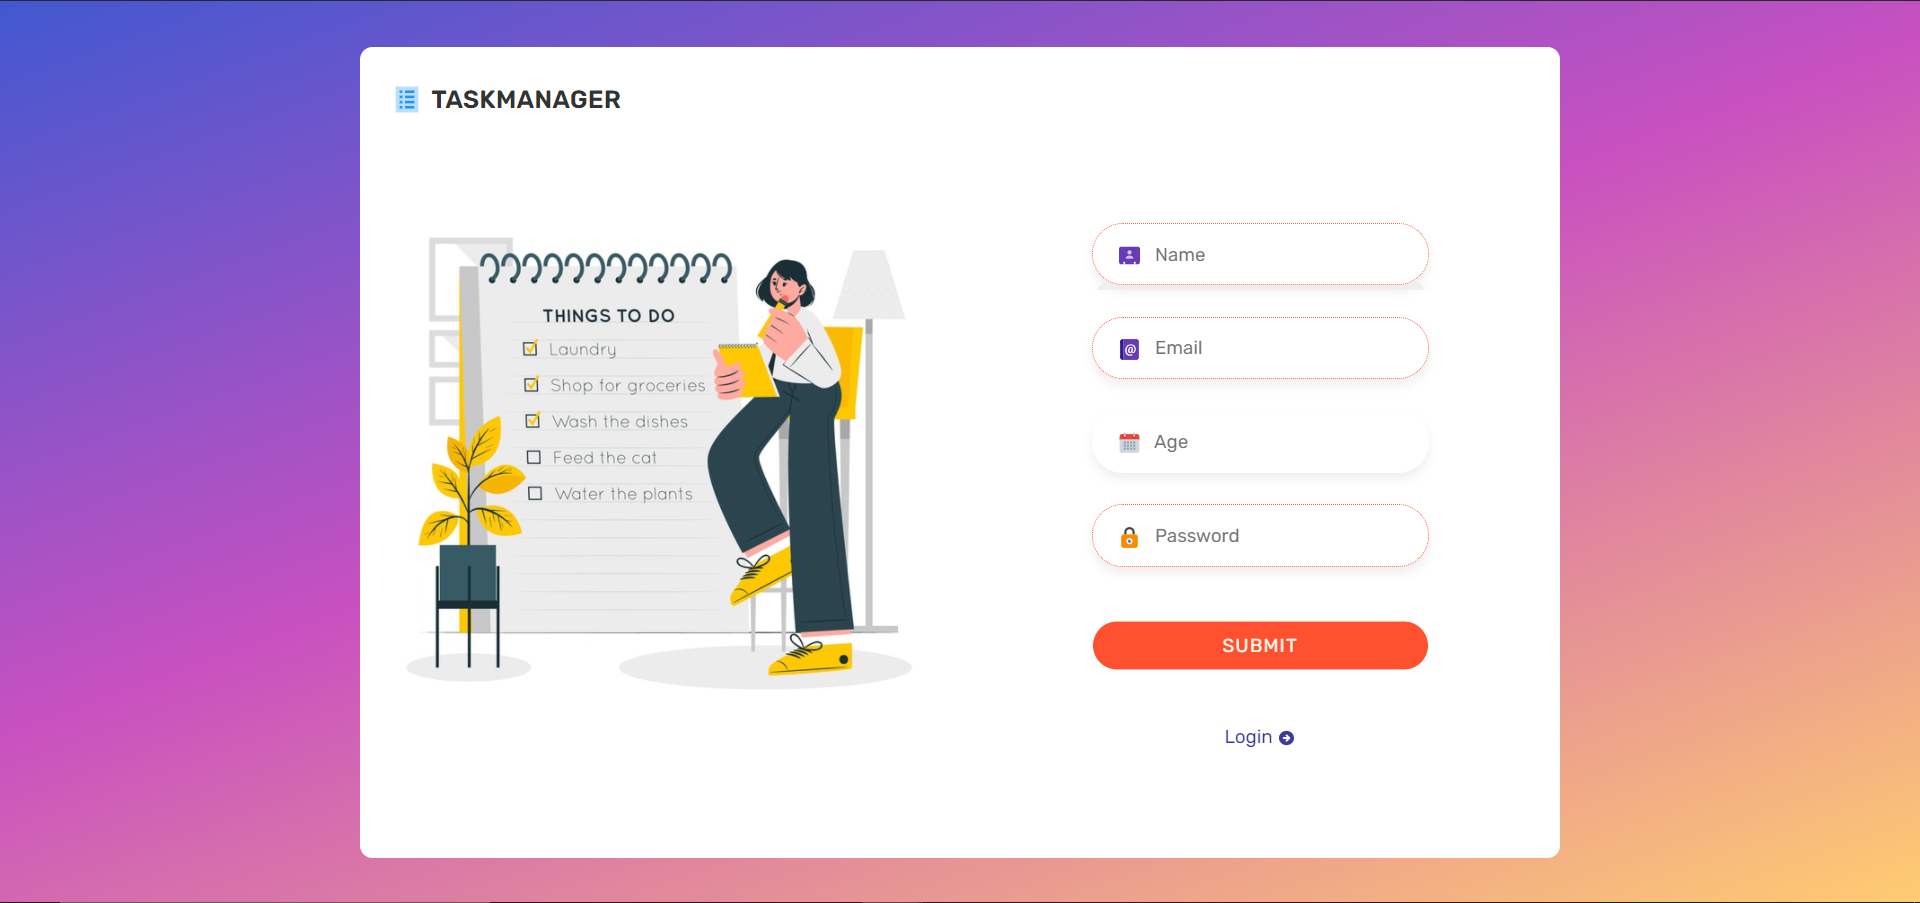 TASKMANAGER
THINGS TO DO
Laundry
Shop for groceries
Wash the dishes
Feed the cat
Water the plants
Name
Email
Age
Password
SUBMIT
Login